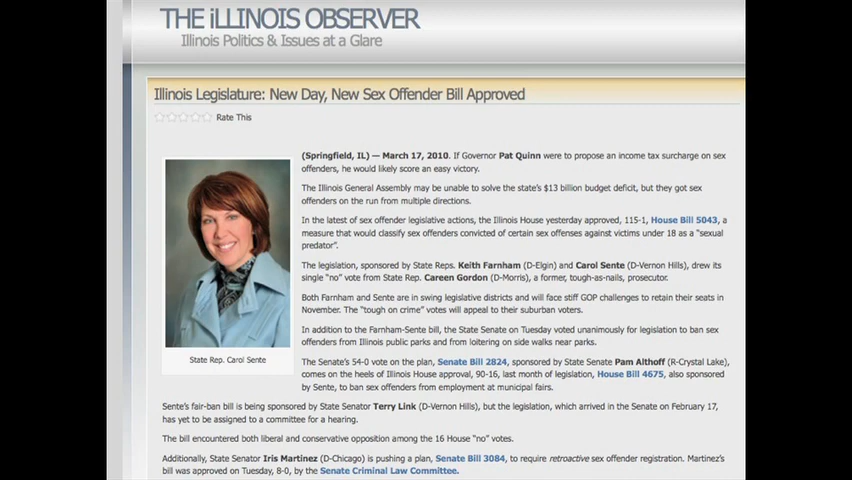 THE iLLINOIS OBSERVER
Illinois Politics & Issues at a Glare
Illinois Legislature: New Day, New Sex Offender Bill Approved
Rate This
(Springfield, IL) — March 17, 2010. If Governor Pat Quinn were to propose an income tax surcharge on sex
offenders, he would likely score an easy victory.
The Illinois General Assembly may be unable to solve the state's $13 billion budget deficit, but they got sex
offenders on the run from multiple directions.
In the latest of sex offender legislative actions, the Illinois House yesterday approved, 115-1, House Bill 5043, a
measure that would classify sex offenders convicted of certain sex offenses against victims under 18 as a "sexual
predator".
The legislation, sponsored by State Reps. Keith Farnham (D-Elgin) and Carol Sente (D-Vernon Hills), drew its
single "no" vote from State Rep. Careen Gordon (D-Morris), a former, tough-as-nails, prosecutor.
Both Farnham and Sente are in swing legislative districts and will face stiff GOP challenges to retain their seats in
November. The "tough on crime" votes will appeal to their suburban voters.
In addition to the Farnham-Sente bill, the State Senate on Tuesday voted unanimously for legislation to ban sex
offenders from Illinois public parks and from loitering on side walks near parks.
State Rep. Carol Sente
The Senate's 54-0 vote on the plan, Senate Bill 2824, sponsored by State Senate Pam Althoff (R-Crystal Lake),
comes on the heels of Illinois House approval, 90-16, last month of legislation, House Bill 4675, also sponsored
by Sente, to ban sex offenders from employment at municipal fairs.
Sente's fair-ban bill is being sponsored by State Senator Terry Link (D-Vernon Hills), but the legislation, which arrived in the Senate on February 17,
has yet to be assigned to a committee for a hearing.
The bill encountered both liberal and conservative opposition among the 16 House "no" votes.
Additionally, State Senator Iris Martinez (D-Chicago) is pushing a plan, Senate Bill 3084, to require retroactive sex offender registration. Martinez's
bill was approved on Tuesday, 8-0, by the Senate Criminal Law Committee.